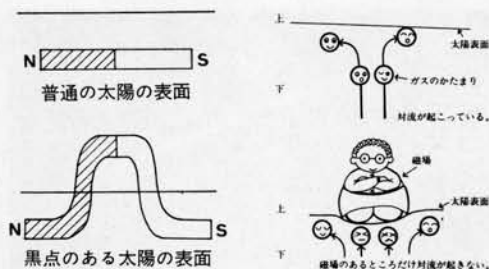 N S
普通の太陽の表面
N S
黒点のある太陽の表面
上
太陽表面
ガスのかたまり
下
対流が起こっている。
磁場
上
太陽表面
下
磁場のあるところだけ対流が起きない。